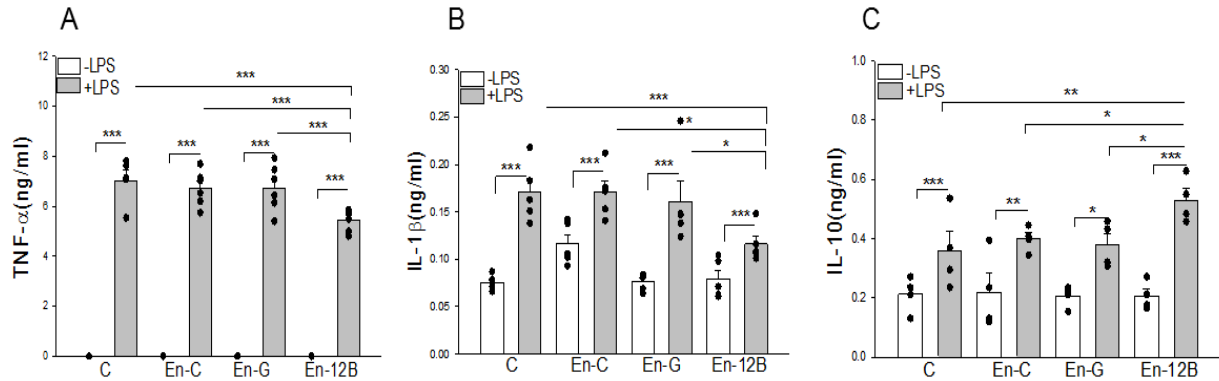 A
-LPS
+LPS
TNF-α(ng/ml)
12
10
8
6
4
2
0
***
***
***
***
***
***
***
C
En-C
En-G
En-12B
B
-LPS
+LPS
IL-1β(ng/ml)
0.30
0.25
0.20
0.15
0.10
0.05
0.00
***
*
*
***
***
***
***
C
En-C
En-G
En-12B
C
-LPS
+LPS
IL-10(ng/ml)
1.0
0.8
0.6
0.4
0.2
0.0
**
*
*
***
***
**
*
C
En-C
En-G
En-12B